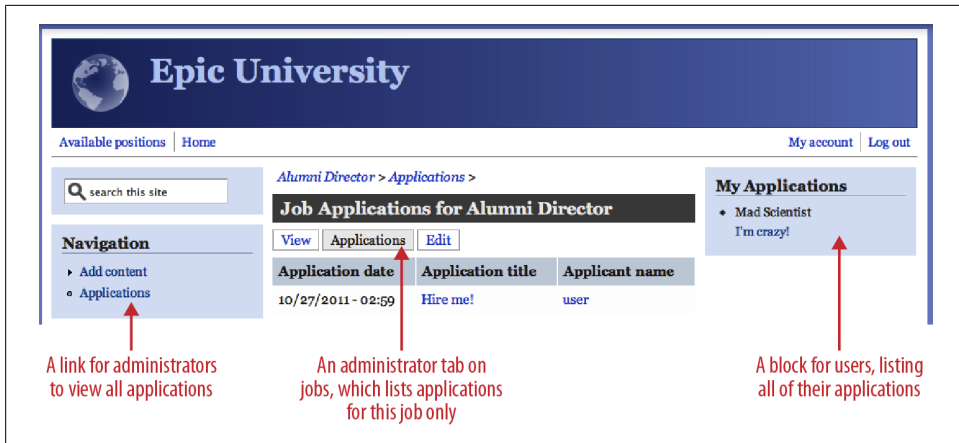 Epic University
Available positions
Home
My account
Log out
search this site
Navigation
Add content
Applications
Alumni Director > Applications >
Job Applications for Alumni Director
View
Applications
Edit
Application date
Application title
Applicant name
10/27/2011 - 02:59
Hire me!
user
My Applications
Mad Scientist
I'm crazy!
A link for administrators
to view all applications
An administrator tab on
jobs, which lists applications
for this job only
A block for users, listing
all of their applications